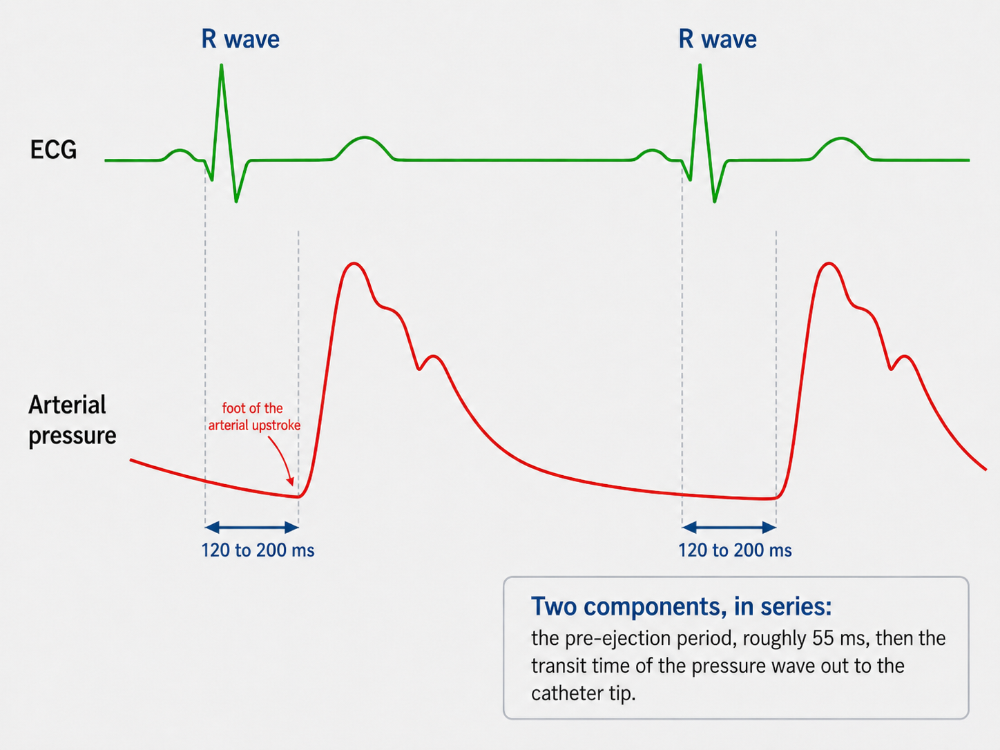 R wave
R wave
ECG
Arterial
pressure
foot of the
arterial upstroke
120 to 200 ms
120 to 200 ms
Two components, in series:
the pre-ejection period, roughly 55 ms, then the
transit time of the pressure wave out to the
catheter tip.